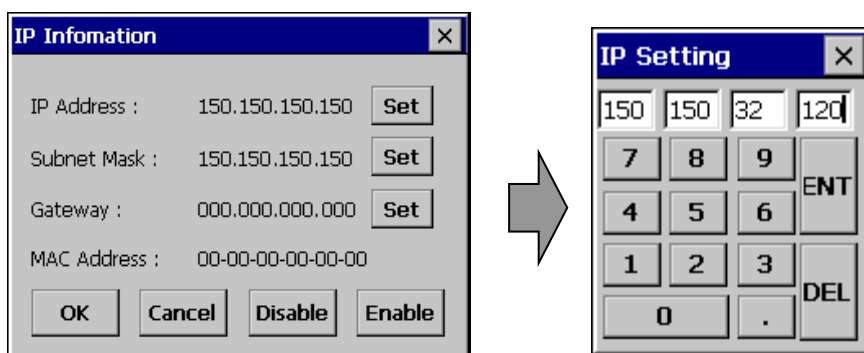 IP Infomation
IP Address : 150.150.150.150 Set
Subnet Mask : 150.150.150.150 Set
Gateway : 000.000.000.000 Set
MAC Address : 00-00-00-00-00-00
OK Cancel Disable Enable
IP Setting
150 150 32 120
7 8 9 ENT
4 5 6
1 2 3 DEL
0 .